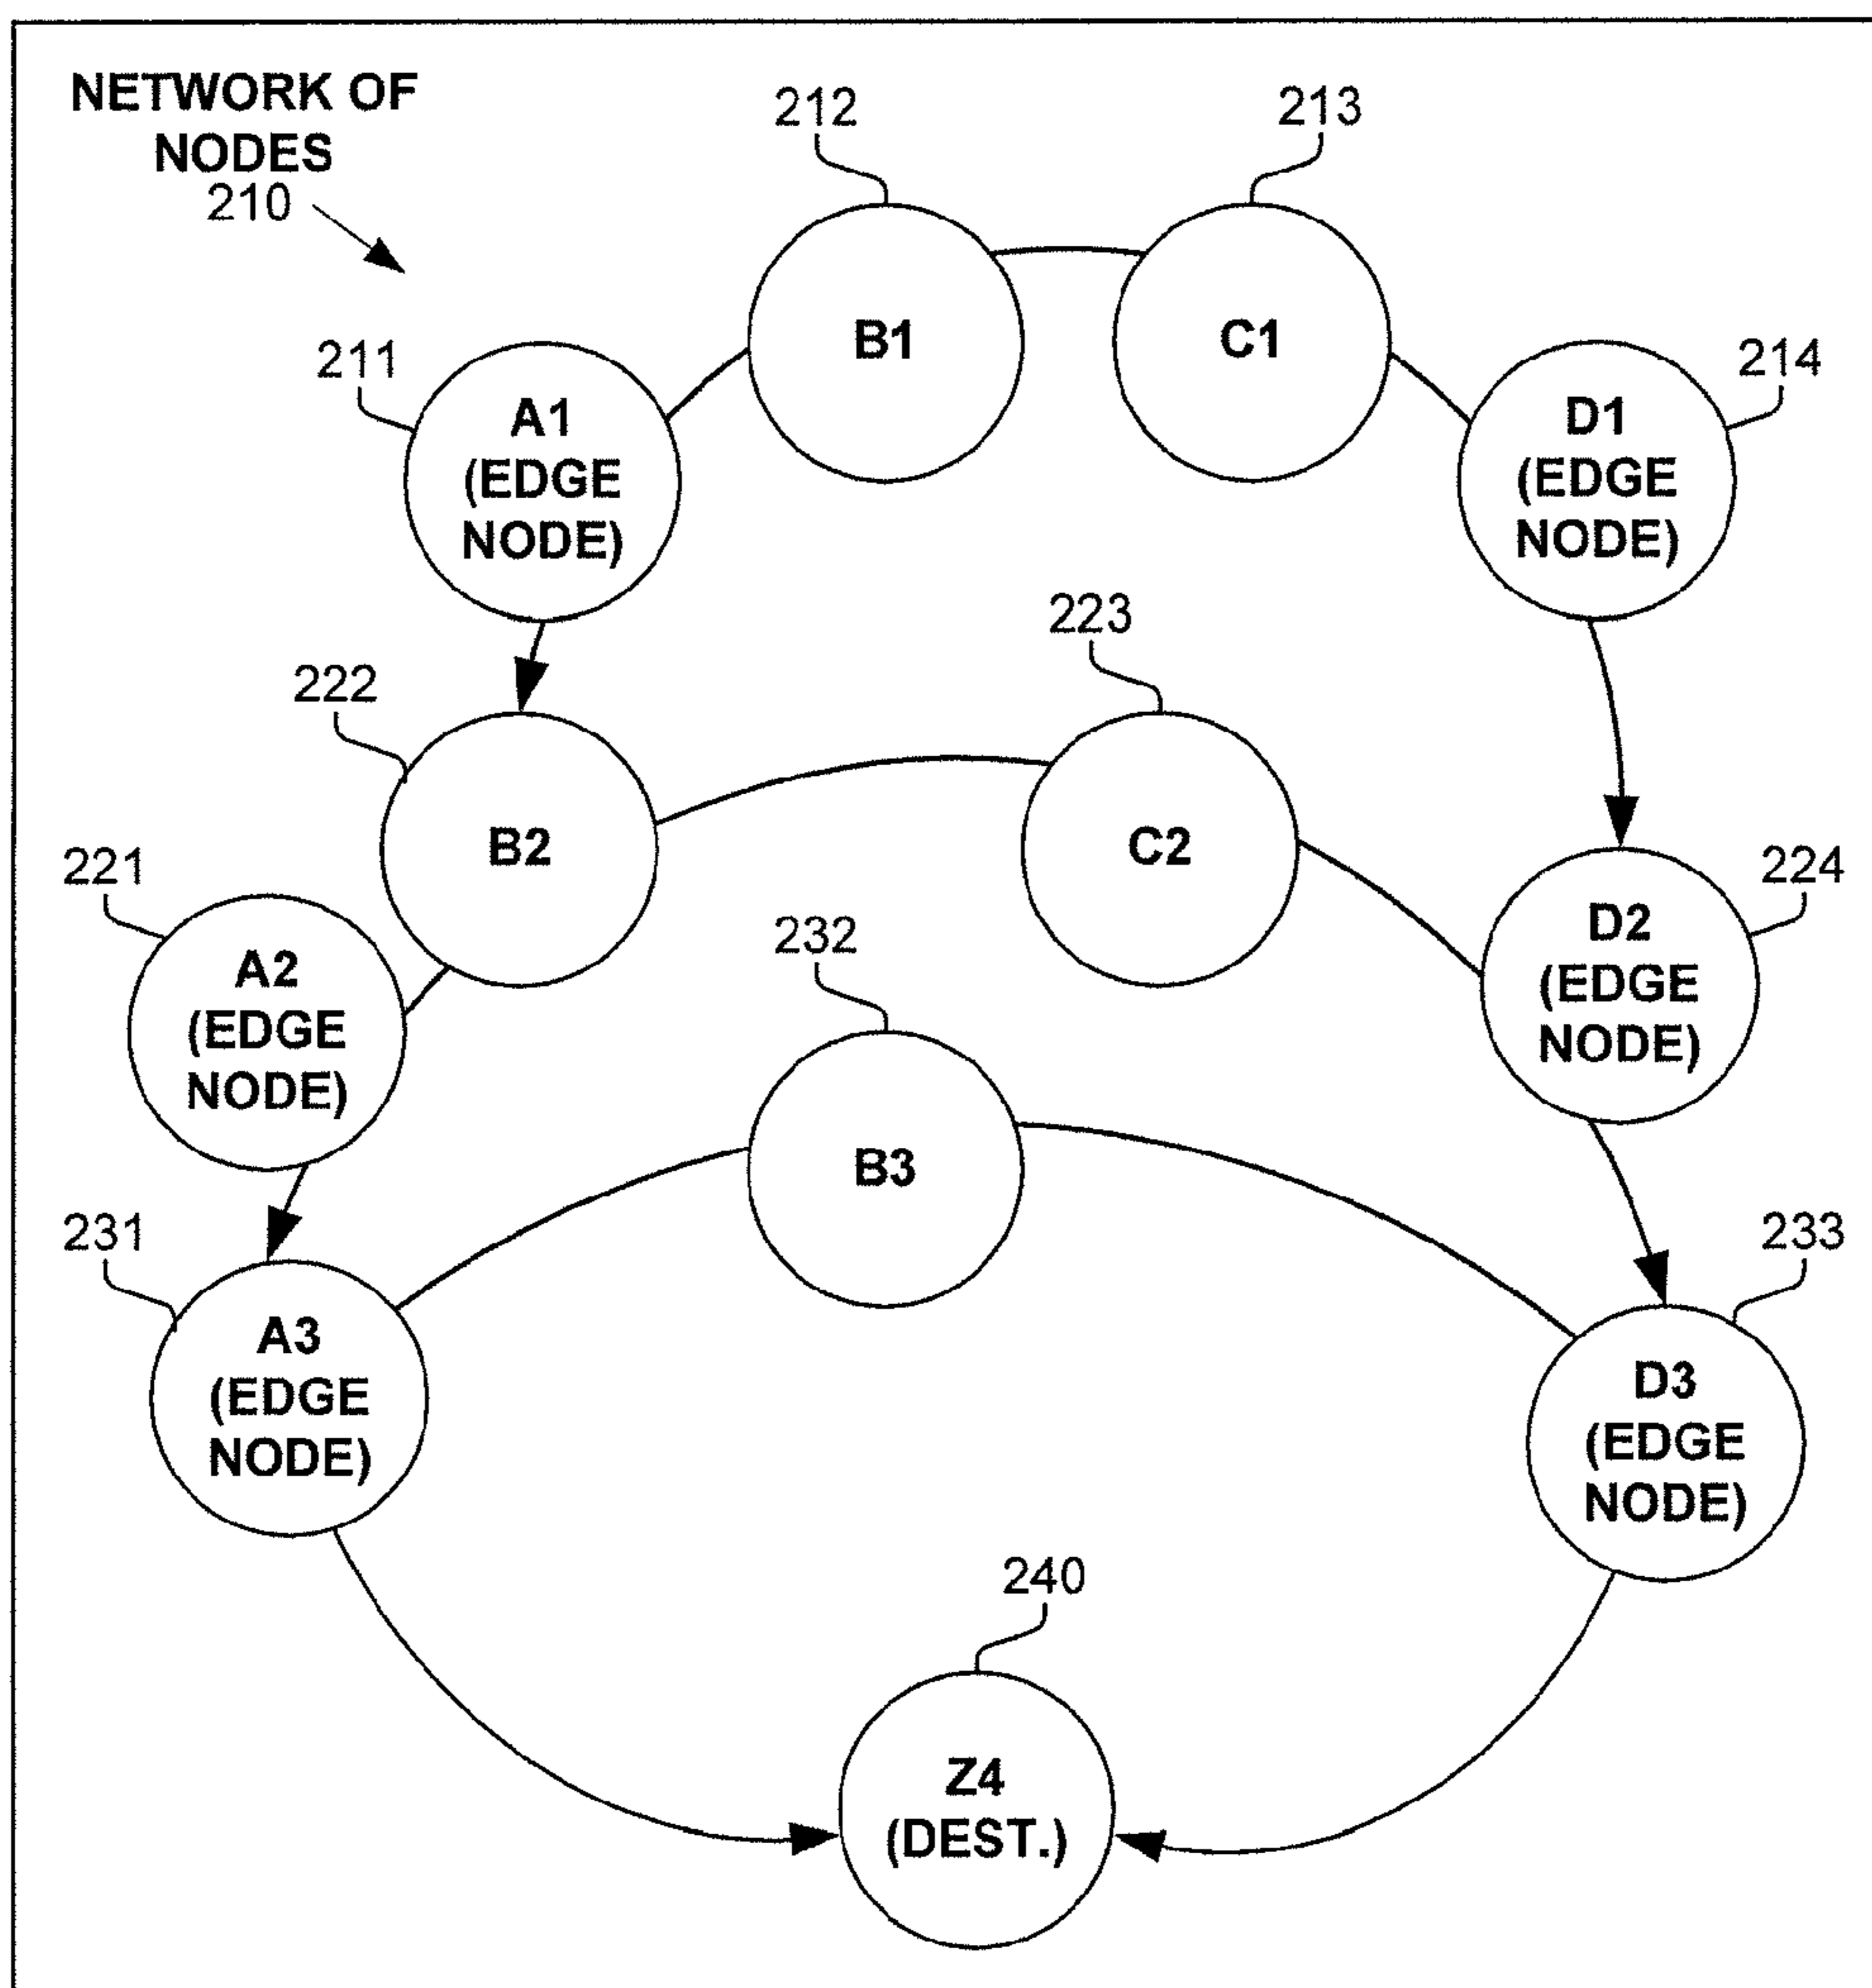 NETWORK OF
NODES
210
212
213
B1
C1
211
A1
(EDGE
NODE)
214
D1
(EDGE
NODE)
223
222
B2
C2
221
A2
(EDGE
NODE)
224
D2
(EDGE
NODE)
232
B3
231
A3
(EDGE
NODE)
233
D3
(EDGE
NODE)
240
Z4
(DEST.)